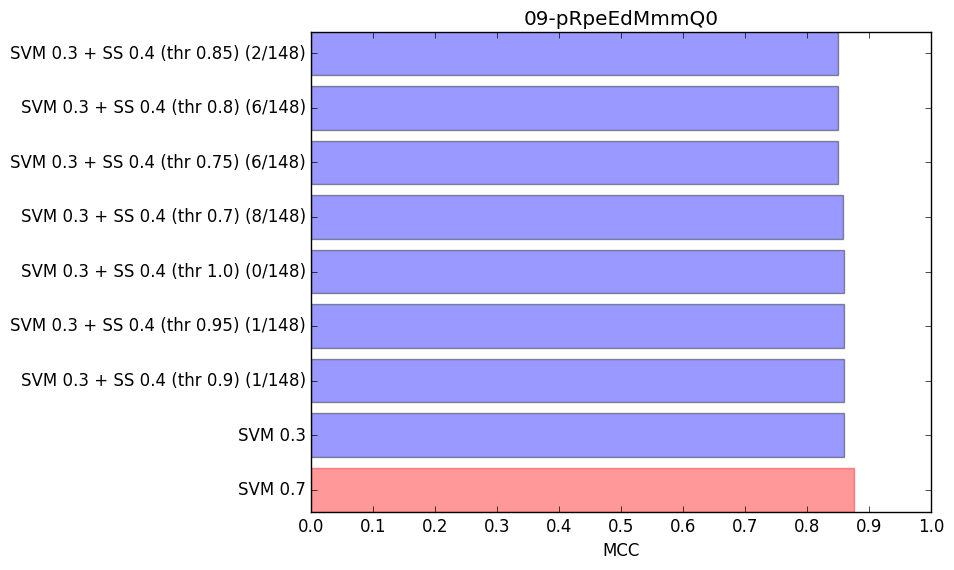 09-pRpeEdMmmQ0
SVM 0.3 + SS 0.4 (thr 0.85) (2/148)
SVM 0.3 + SS 0.4 (thr 0.8) (6/148)
SVM 0.3 + SS 0.4 (thr 0.75) (6/148)
SVM 0.3 + SS 0.4 (thr 0.7) (8/148)
SVM 0.3 + SS 0.4 (thr 1.0) (0/148)
SVM 0.3 + SS 0.4 (thr 0.95) (1/148)
SVM 0.3 + SS 0.4 (thr 0.9) (1/148)
SVM 0.3
SVM 0.7
0.0 0.1 0.2 0.3 0.4 0.5 0.6 0.7 0.8 0.9 1.0
MCC